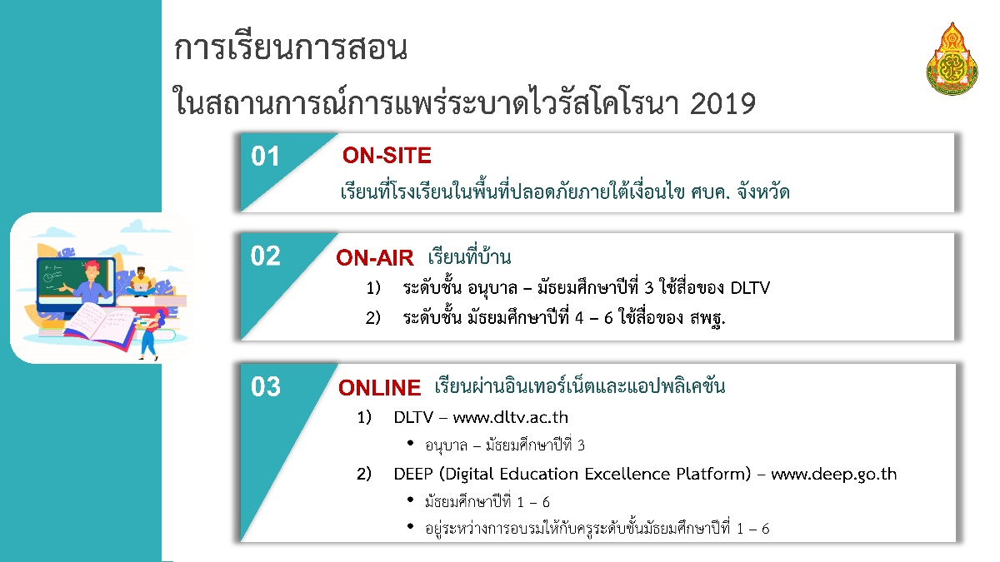 การเรียนการสอน
ในสถานการณ์การแพร่ระบาดไวรัสโคโรนา 2019
01
ON-SITE
เรียนที่โรงเรียนในพื้นที่ปลอดภัยภายใต้เงื่อนไข ศบค. จังหวัด
02
ON-AIR เรียนที่บ้าน
1) ระดับชั้น อนุบาล – มัธยมศึกษาปีที่ 3 ใช้สื่อของ DLTV
2) ระดับชั้น มัธยมศึกษาปีที่ 4 – 6 ใช้สื่อของ สพฐ.
03
ONLINE เรียนผ่านอินเทอร์เน็ตและแอปพลิเคชัน
1) DLTV – www.dltv.ac.th
• อนุบาล – มัธยมศึกษาปีที่ 3
2) DEEP (Digital Education Excellence Platform) – www.deep.go.th
• มัธยมศึกษาปีที่ 1 – 6
• อยู่ระหว่างการอบรมให้กับครูระดับชั้นมัธยมศึกษาปีที่ 1 – 6